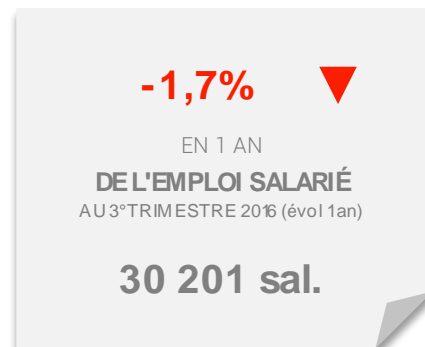 -1,7% ▼
EN 1 AN
DE L'EMPLOI SALARIÉ
AU 3°TRIMESTRE 2016 (évol 1an)
30 201 sal.